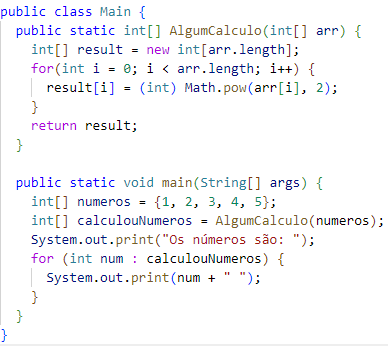 public class Main {
  public static int[] AlgumCalculo(int[] arr) {
    int[] result = new int[arr.length];
    for(int i = 0; i < arr.length; i++) {
      result[i] = (int) Math.pow(arr[i], 2);
    }
    return result;
  }

  public static void main(String[] args) {
    int[] numeros = {1, 2, 3, 4, 5};
    int[] calculouNumeros = AlgumCalculo(numeros);
    System.out.print("Os números são: ");
    for (int num : calculouNumeros) {
      System.out.print(num + " ");
    }
  }
}